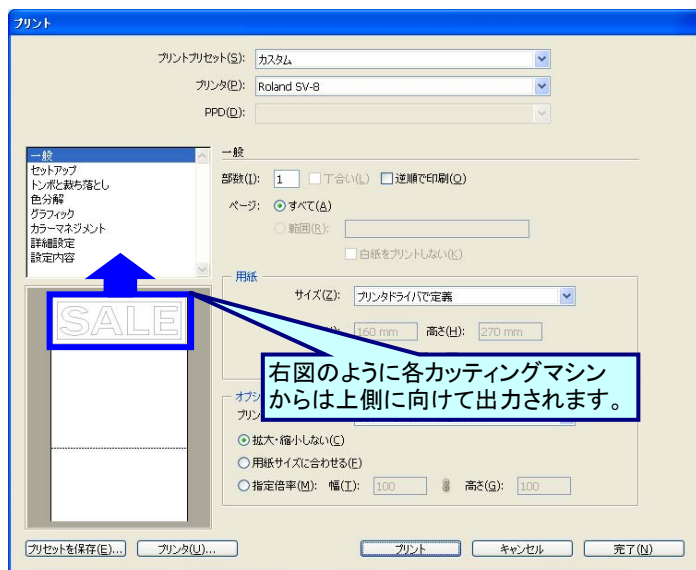 プリント
プリントプリセット(S): カスタム
プリンタ(P): Roland SV-8
PPD(D):
一般
セットアップ
トンボと裁ち落とし
色分解
グラフィック
カラーマネジメント
詳細設定
設定内容
一般
部数(I): 1 丁合い(L) 逆順で印刷(O)
ページ: すべて(A)
範囲(R):
白紙をプリントしない(K)
用紙
サイズ(Z): プリンタドライバで定義
160 mm 高さ(H): 270 mm
SALE
右図のように各カッティングマシン
からは上側に向けて出力されます。
オプシ
プリン
拡大・縮小しない(C)
用紙サイズに合わせる(F)
指定倍率(M): 幅(T): 100 高さ(G): 100
プリセットを保存(E)... プリンタ(U)... プリント キャンセル 完了(N)